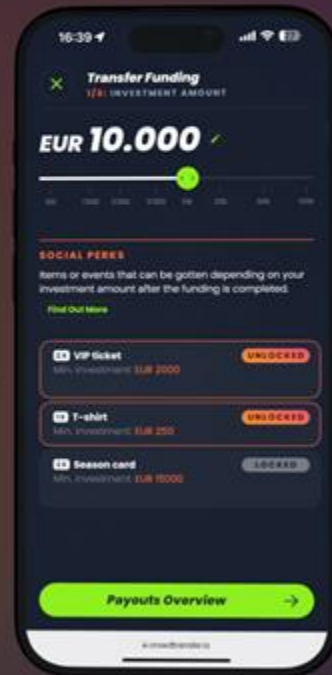 16:39
Transfer Funding
INVESTMENT AMOUNT
EUR 10.000
SOCIAL PERKS
Items or events that can be gotten depending on your
investment amount after the funding is completed.
Find Out More
VIP ticket
UNLOCKED
Min. investment: EUR 2000
T-shirt
UNLOCKED
Min. investment: EUR 250
Season card
LOCKED
Min. investment: EUR 15000
Payouts Overview